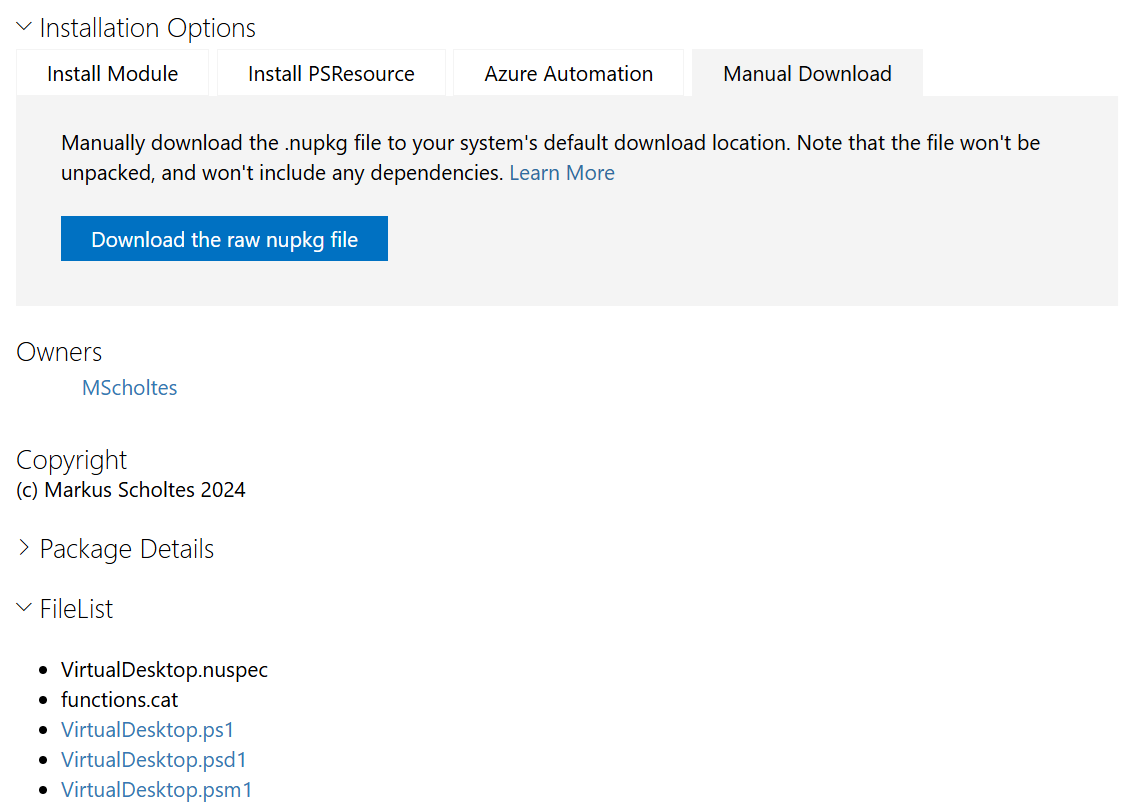 Installation Options
Install Module
Install PSResource
Azure Automation
Manual Download
Manually download the .nupkg file to your system's default download location. Note that the file won't be
unpacked, and won't include any dependencies. Learn More
Download the raw nupkg file
Owners
MScholtes
Copyright
(c) Markus Scholtes 2024
Package Details
FileList
VirtualDesktop.nuspec
functions.cat
VirtualDesktop.ps1
VirtualDesktop.psd1
VirtualDesktop.psm1